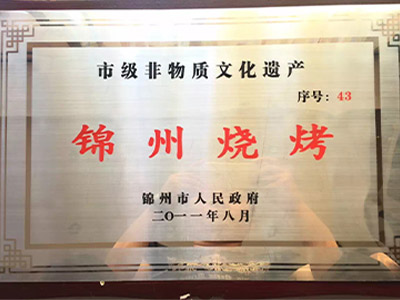 市级非物质文化遗产
序号：43
锦州烧烤
锦州市人民政府
二〇一一年八月